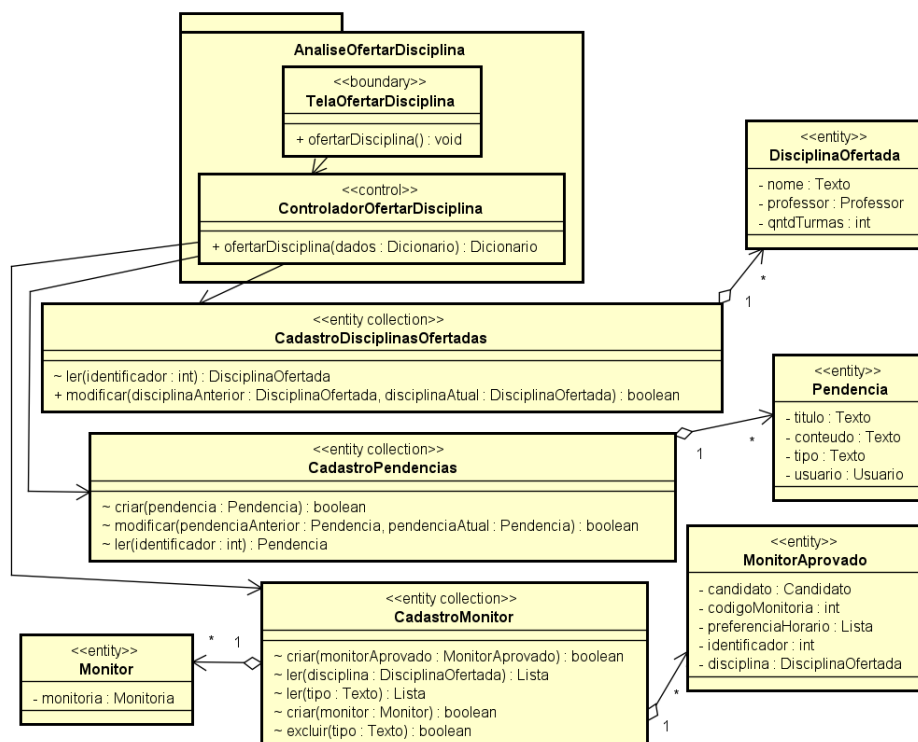 AnaliseOfertarDisciplina
<<boundary>>
TelaOfertarDisciplina
+ ofertarDisciplina() : void
<<control>>
ControladorOfertarDisciplina
+ ofertarDisciplina(dados : Dicionario) : Dicionario
<<entity>>
DisciplinaOfertada
- nome : Texto
- professor : Professor
- qntdTurmas : int
*
1
<<entity collection>>
CadastroDisciplinasOfertadas
~ ler(identificador : int) : DisciplinaOfertada
+ modificar(disciplinaAnterior : DisciplinaOfertada, disciplinaAtual : DisciplinaOfertada) : boolean
<<entity>>
Pendencia
- titulo : Texto
- conteudo : Texto
- tipo : Texto
- usuario : Usuario
*
1
<<entity collection>>
CadastroPendencias
~ criar(pendencia : Pendencia) : boolean
~ modificar(pendenciaAnterior : Pendencia, pendenciaAtual : Pendencia) : boolean
~ ler(identificador : int) : Pendencia
<<entity>>
MonitorAprovado
- candidato : Candidato
- codigoMonitoria : int
- preferenciaHorario : Lista
- identificador : int
- disciplina : DisciplinaOfertada
*
1
<<entity collection>>
CadastroMonitor
~ criar(monitorAprovado : MonitorAprovado) : boolean
~ ler(disciplina : DisciplinaOfertada) : Lista
~ ler(tipo : Texto) : Lista
~ criar(monitor : Monitor) : boolean
~ excluir(tipo : Texto) : boolean
* 1
<<entity>>
Monitor
- monitoria : Monitoria